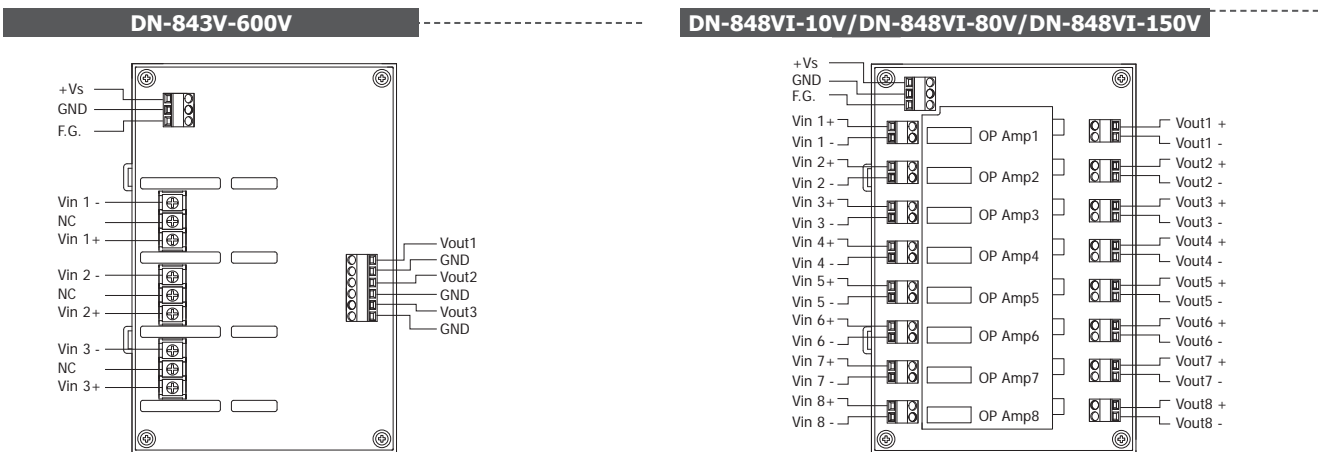 DN-843V-600V
+Vs
GND
F.G.
Vin 1 -
NC
Vin 1+
Vin 2 -
NC
Vin 2+
Vin 3 -
NC
Vin 3+
Vout1
GND
Vout2
GND
Vout3
GND
DN-848VI-10V/DN-848VI-80V/DN-848VI-150V
+Vs
GND
F.G.
Vin 1+
Vin 1 -
Vin 2+
Vin 2 -
Vin 3+
Vin 3 -
Vin 4+
Vin 4 -
Vin 5+
Vin 5 -
Vin 6+
Vin 6 -
Vin 7+
Vin 7 -
Vin 8+
Vin 8 -
OP Amp1
OP Amp2
OP Amp3
OP Amp4
OP Amp5
OP Amp6
OP Amp7
OP Amp8
Vout1 +
Vout1 -
Vout2 +
Vout2 -
Vout3 +
Vout3 -
Vout4 +
Vout4 -
Vout5 +
Vout5 -
Vout6 +
Vout6 -
Vout7 +
Vout7 -
Vout8 +
Vout8 -